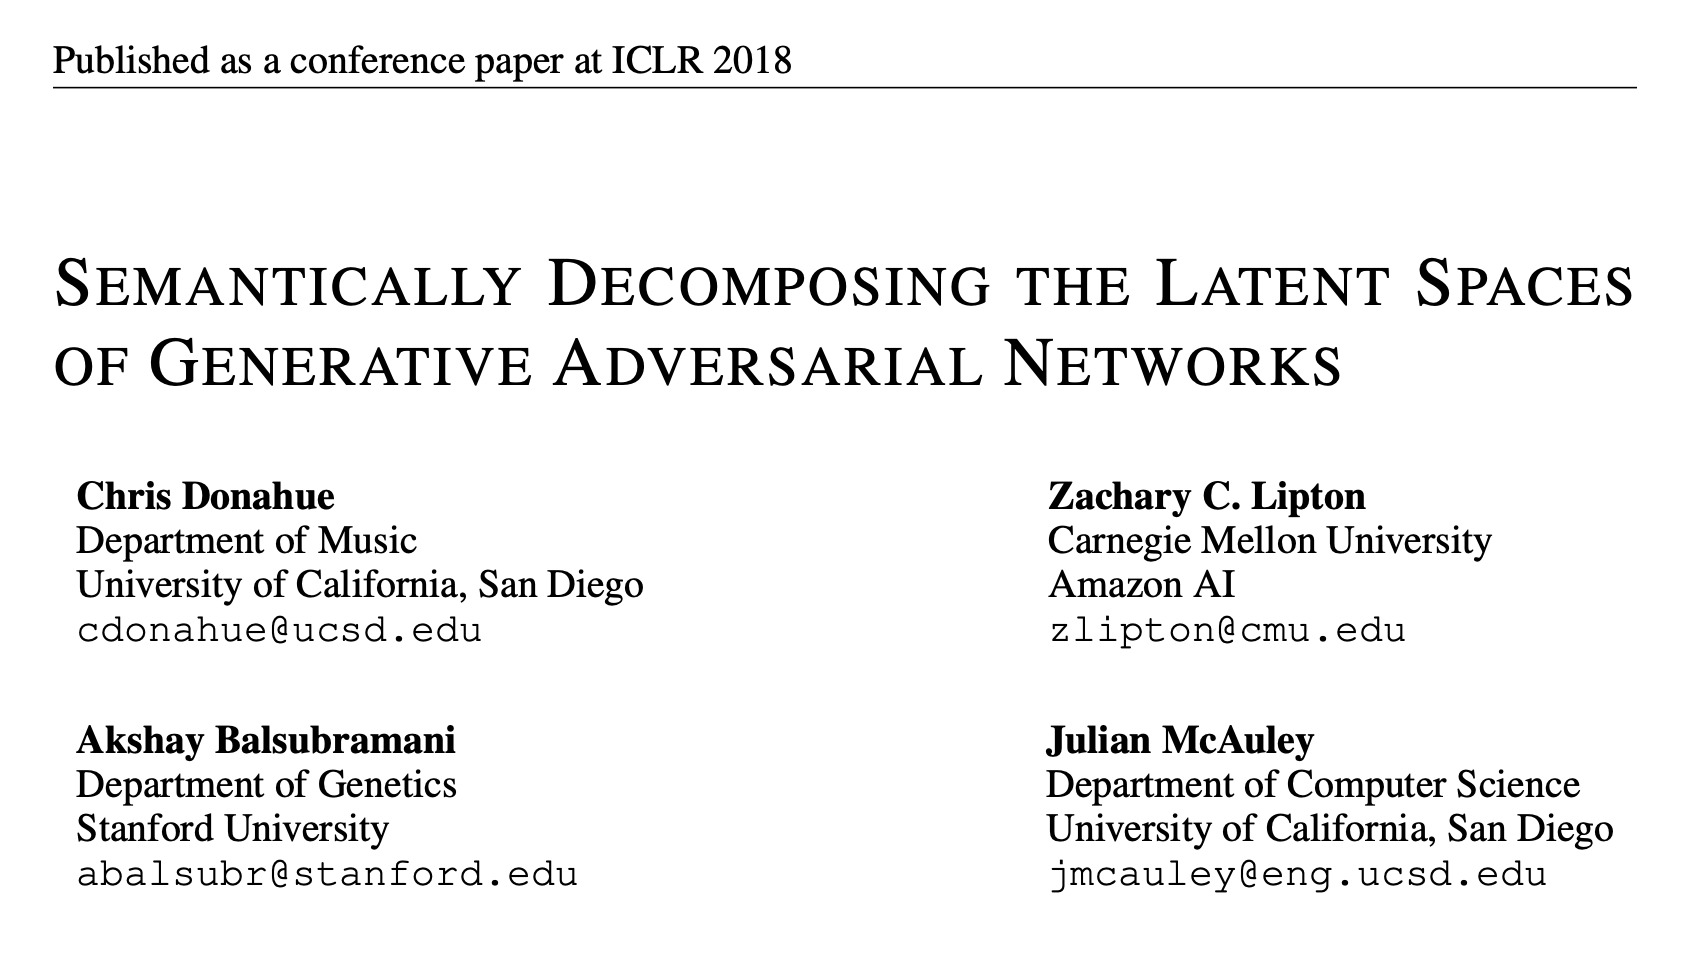 Published as a conference paper at ICLR 2018
SEMANTICALLY DECOMPOSING THE LATENT SPACES
OF GENERATIVE ADVERSARIAL NETWORKS
Chris Donahue
Department of Music
University of California, San Diego
cdonahue@ucsd.edu
Zachary C. Lipton
Carnegie Mellon University
Amazon AI
zlipton@cmu.edu
Akshay Balsubramani
Department of Genetics
Stanford University
abalsubr@stanford.edu
Julian McAuley
Department of Computer Science
University of California, San Diego
jmcauley@eng.ucsd.edu